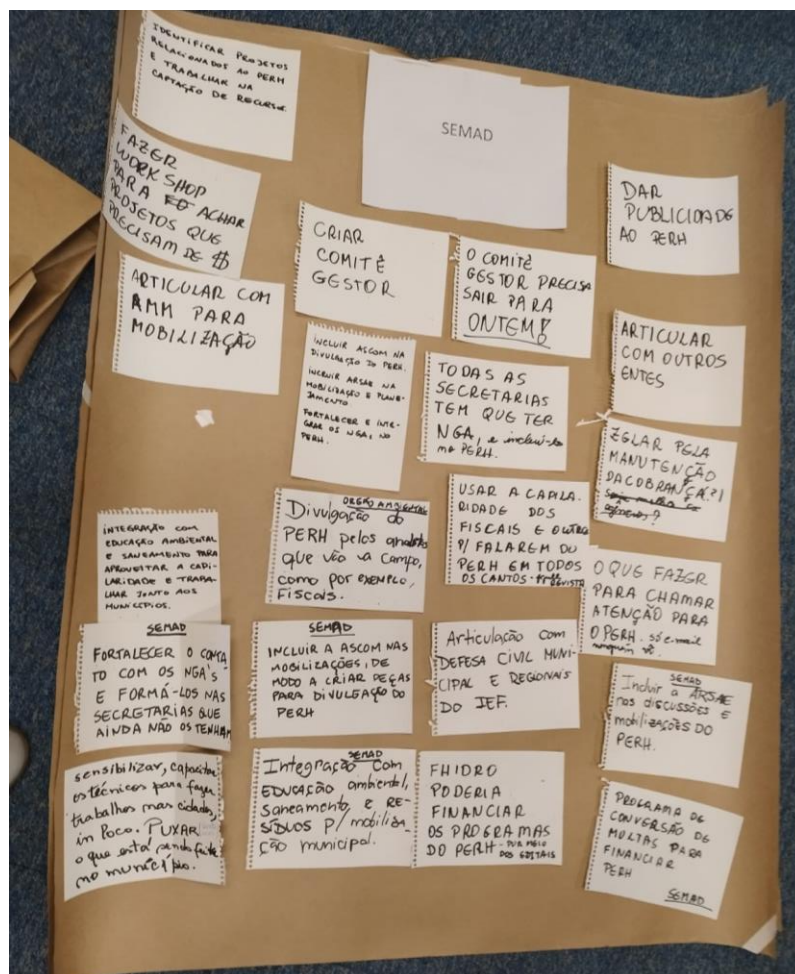 IDENTIFICAR PROJETOS
RELACIONADOS AO PERH
E TRABALHAR NA
CAPTAÇÃO DE RECURSOS.
SEMAD
FAZER
WORKSHOP
PARA ACHAR
PROJETOS QUE
PRECISAM DE $
DAR
PUBLICIDADE
AO PERH
CRIAR
COMITÊ
GESTOR
O COMITÊ
GESTOR PRECISA
SAIR PARA
ONTEM!
ARTICULAR COM
AMM PARA
MOBILIZAÇÃO
INCLUIR ASCOM NA
DIVULGAÇÃO DO PERH.
INCLUIR ARSAE NA
MOBILIZAÇÃO E PLANE-
JAMENTO
FORTALECER E INTE-
GRAR OS NGA, NO
PERH.
TODAS AS
SECRETARIAS
TEM QUE TER
NGA, e incluí-los
no PERH.
ARTICULAR
COM OUTROS
ENTES
ZELAR PELA
MANUTENÇÃO
DA COBRANÇA?!
INTEGRAÇÃO COM
EDUCAÇÃO AMBIENTAL
E SANEAMENTO PARA
APROVEITAR A CAPI-
LARIDADE E TRABA-
LHAR JUNTO AOS
MUNICÍPIOS.
ORGÃO AMBIENTAL
Divulgação do
PERH pelos analistas
que vão a campo,
como por exemplo,
Fiscais.
USAR A CAPILA.
RIDADE DOS
FISCAIS E OUTROS
P/ FALAREM DO
PERH EM TODOS
OS CANTOS.
O QUE FAZER
PARA CHAMAR
ATENÇÃO PARA
O PERH. só e-mail
ninguém vê.
SEMAD
FORTALECER O CONTA
TO COM OS NGA'S
E FORMÁ-LOS NAS
SECRETARIAS QUE
AINDA NÃO OS TENHAM
SEMAD
INCLUIR A ASCOM NAS
MOBILIZAÇÕES, DE
MODO A CRIAR PEÇAS
PARA DIVULGAÇÃO DO
PERH
Articulação com
DEFESA CIVIL MUNI-
CIPAL E REGIONAIS
DO IEF.
SEMAD
Incluir a ARSAE
nas discussões e
mobilizações do
PERH.
sensibilizar, capacitar
os técnicos para fazer
trabalhos nas cidades,
in loco. PUXAR
o que está sendo feito
no município.
SEMAD
Integração com
EDUCAÇÃO ambiental,
Saneamento, e RE-
SÍDUOS P/ mobiliza-
ção municipal.
FHIDRO
PODERIA
FINANCIAR
OS PROGRAMAS
DO PERH - POR MEIO
DOS EDITAIS
PROGRAMA DE
CONVERSÃO DE
MULTAS PARA
FINANCIAR
PERH
SEMAD